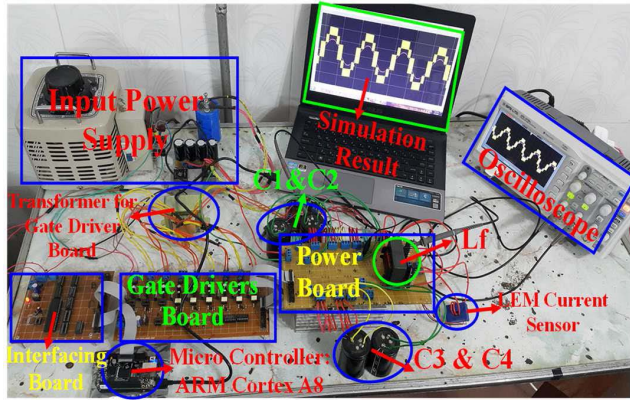 Input Power
Supply
Simulation
Result
Oscilloscope
C1&C2
Transformer for
Gate Driver
Board
Lf
Power
Board
Gate Drivers
Board
LEM Current
Sensor
Interfacing
Board
Micro Controller:
ARM Cortex A8
C3 & C4